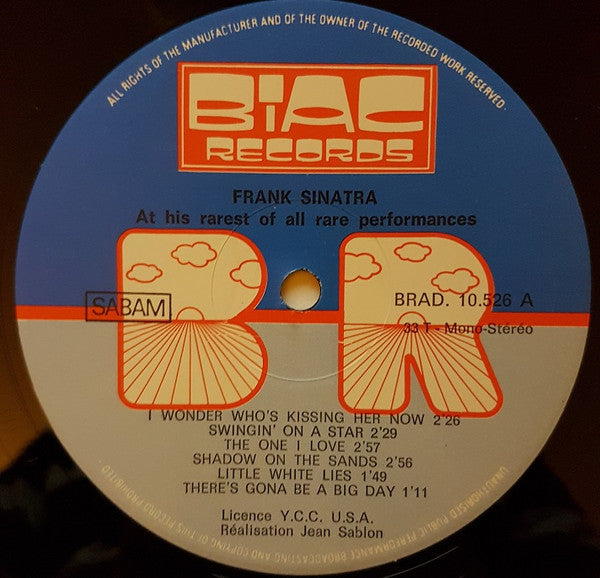 ALL RIGHTS OF THE MANUFACTURER AND OF THE OWNER OF THE RECORDED WORK RESERVED.
BiAC
RECORDS
FRANK SINATRA
At his rarest of all rare performances
BR
SABAM
BRAD. 10.526 A
33 T - Mono-Stéréo
I WONDER WHO'S KISSING HER NOW 2'26
SWINGIN' ON A STAR 2'29
THE ONE I LOVE 2'57
SHADOW ON THE SANDS 2'56
LITTLE WHITE LIES 1'49
THERE'S GONA BE A BIG DAY 1'11
Licence Y.C.C. U.S.A.
Réalisation Jean Sablon
UNAUTHORISED PUBLIC PERFORMANCE BROADCASTING AND COPYING OF THIS RECORD PROHIBITED